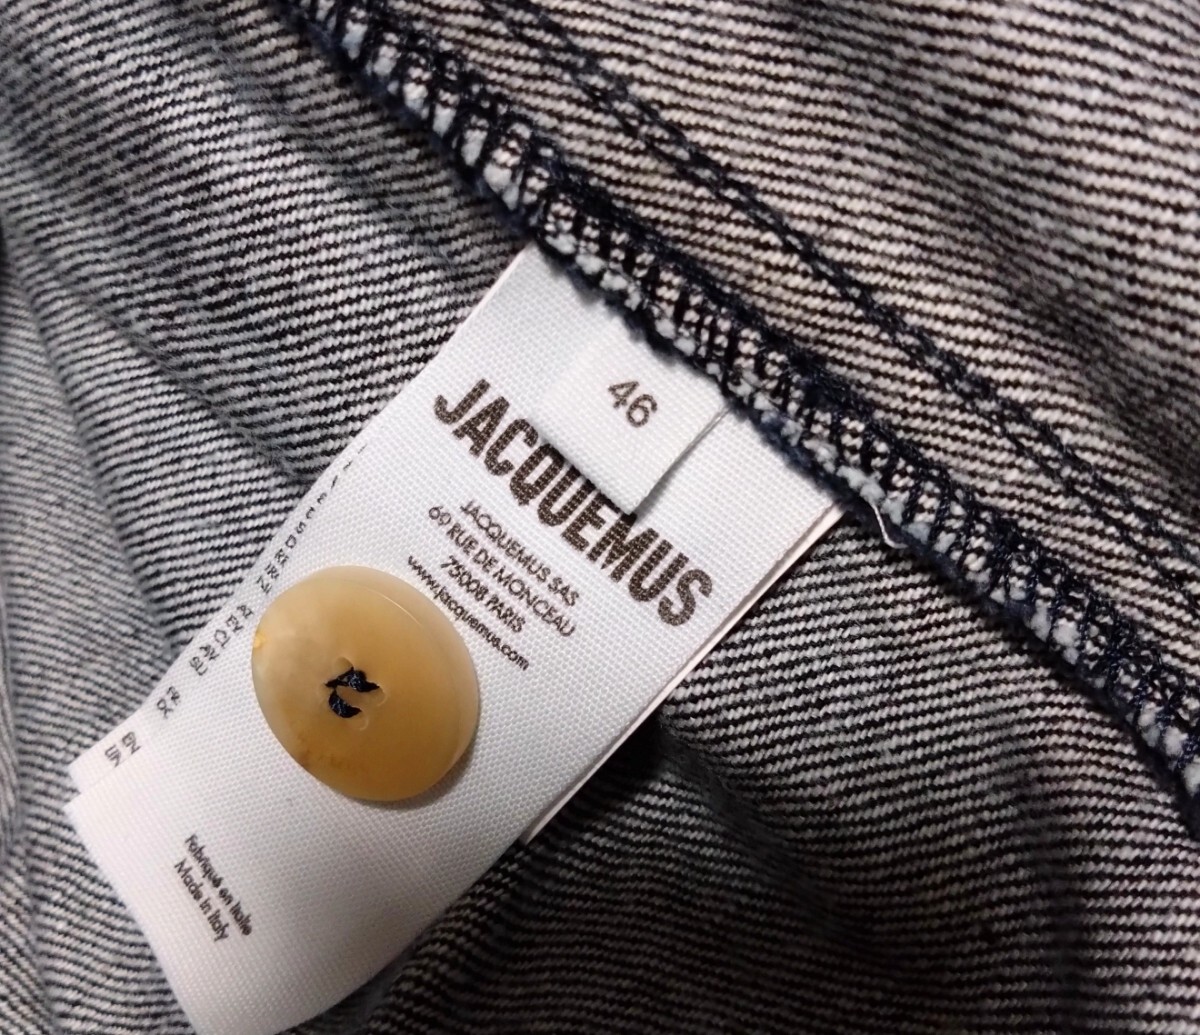 46
JACQUEMUS
JACQUEMUS SAS
69 RUE DE MONCEAU
75008 PARIS
www.jacquemus.com
Fabriqué en Italie
Made in Italy